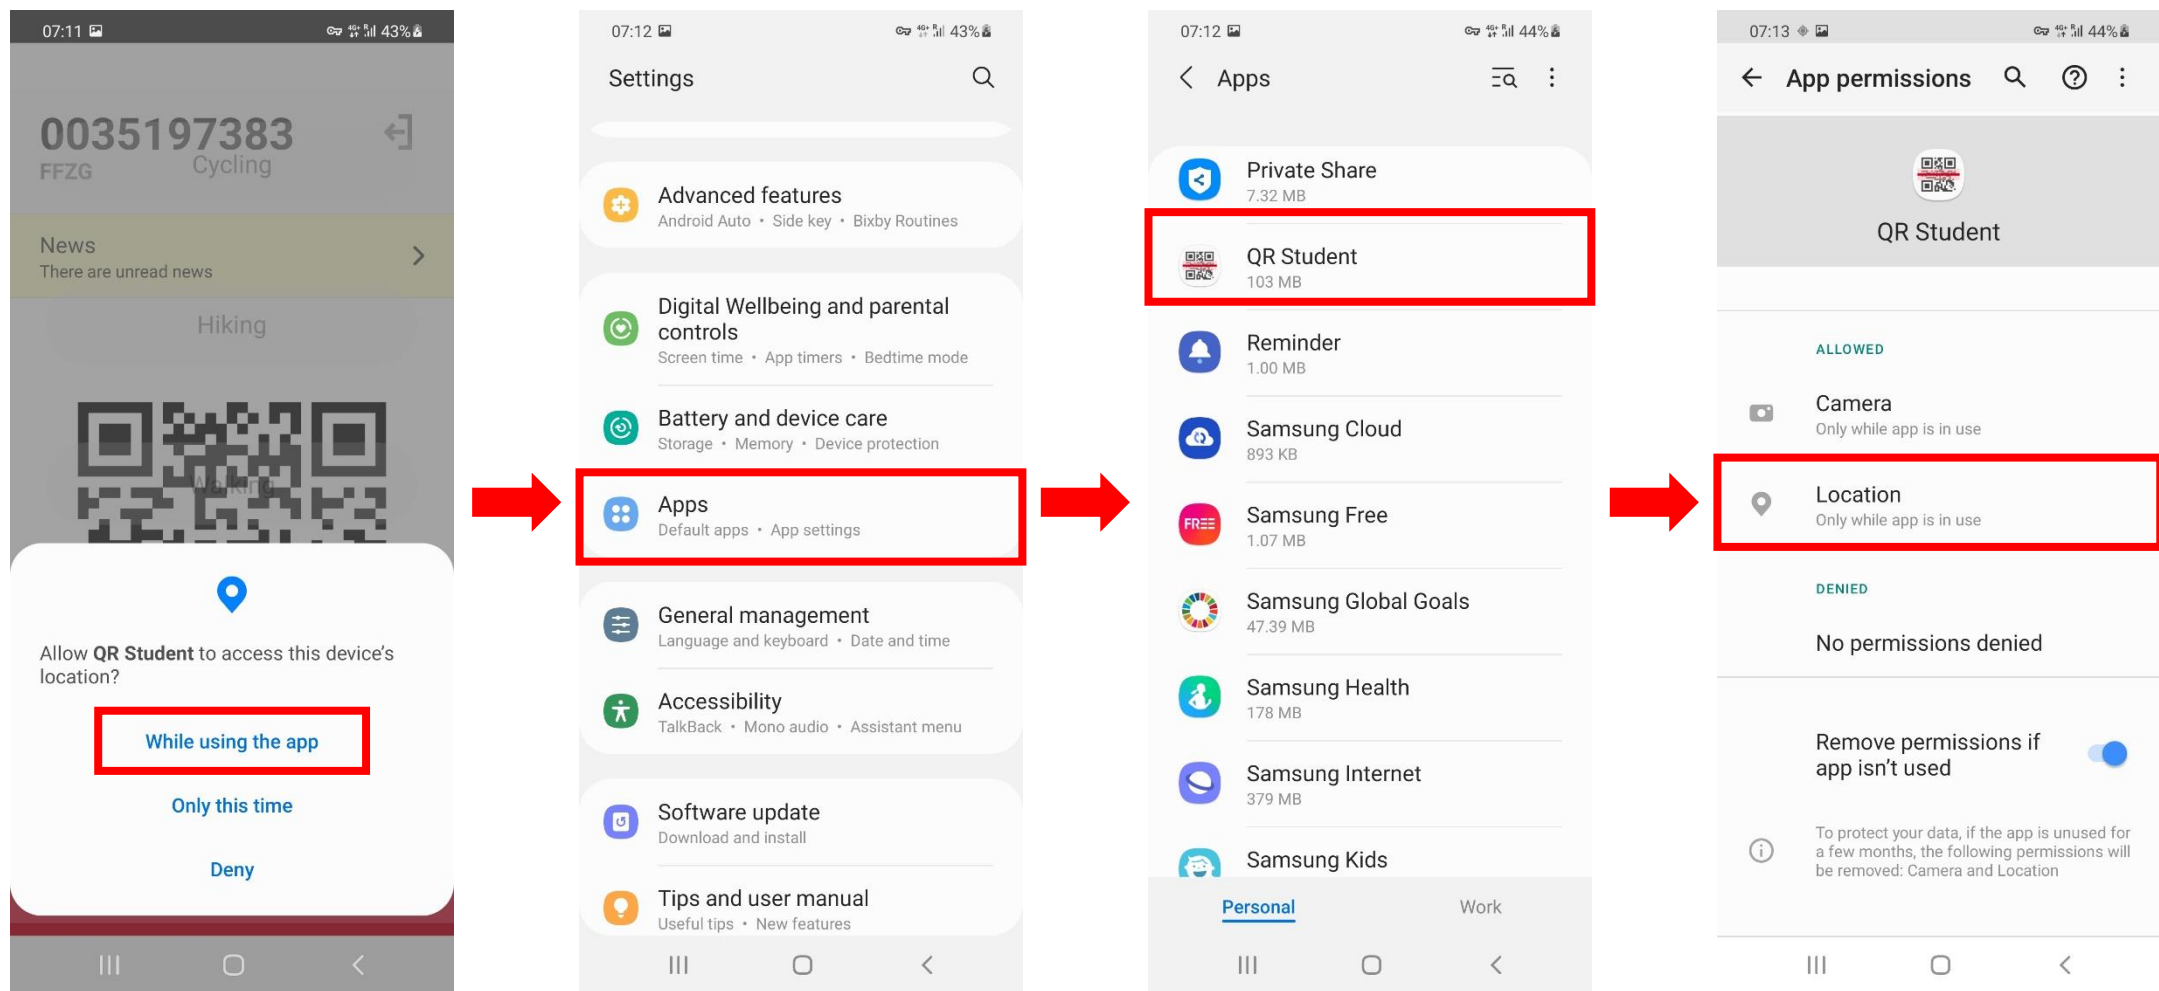 07:11
43%
0035197383
FFZG
Cycling
News
There are unread news
Hiking
Walking
Allow QR Student to access this device's
location?
While using the app
Only this time
Deny
07:12
4G+ R
43%
Settings
Advanced features
Android Auto • Side key • Bixby Routines
Digital Wellbeing and parental
controls
Screen time • App timers • Bedtime mode
Battery and device care
Storage • Memory • Device protection
Apps
Default apps • App settings
General management
Language and keyboard • Date and time
Accessibility
TalkBack • Mono audio • Assistant menu
Software update
Download and install
Tips and user manual
Useful tips • New features
07:12
4G+ R
44%
Apps
Private Share
7.32 MB
QR Student
103 MB
Reminder
1.00 MB
Samsung Cloud
893 KB
FREE
Samsung Free
1.07 MB
Samsung Global Goals
47.39 MB
Samsung Health
178 MB
Samsung Internet
379 MB
Samsung Kids
Personal
Work
07:13
4G+ R
44%
App permissions
QR Student
ALLOWED
Camera
Only while app is in use
Location
Only while app is in use
DENIED
No permissions denied
Remove permissions if
app isn't used
To protect your data, if the app is unused for
a few months, the following permissions will
be removed: Camera and Location